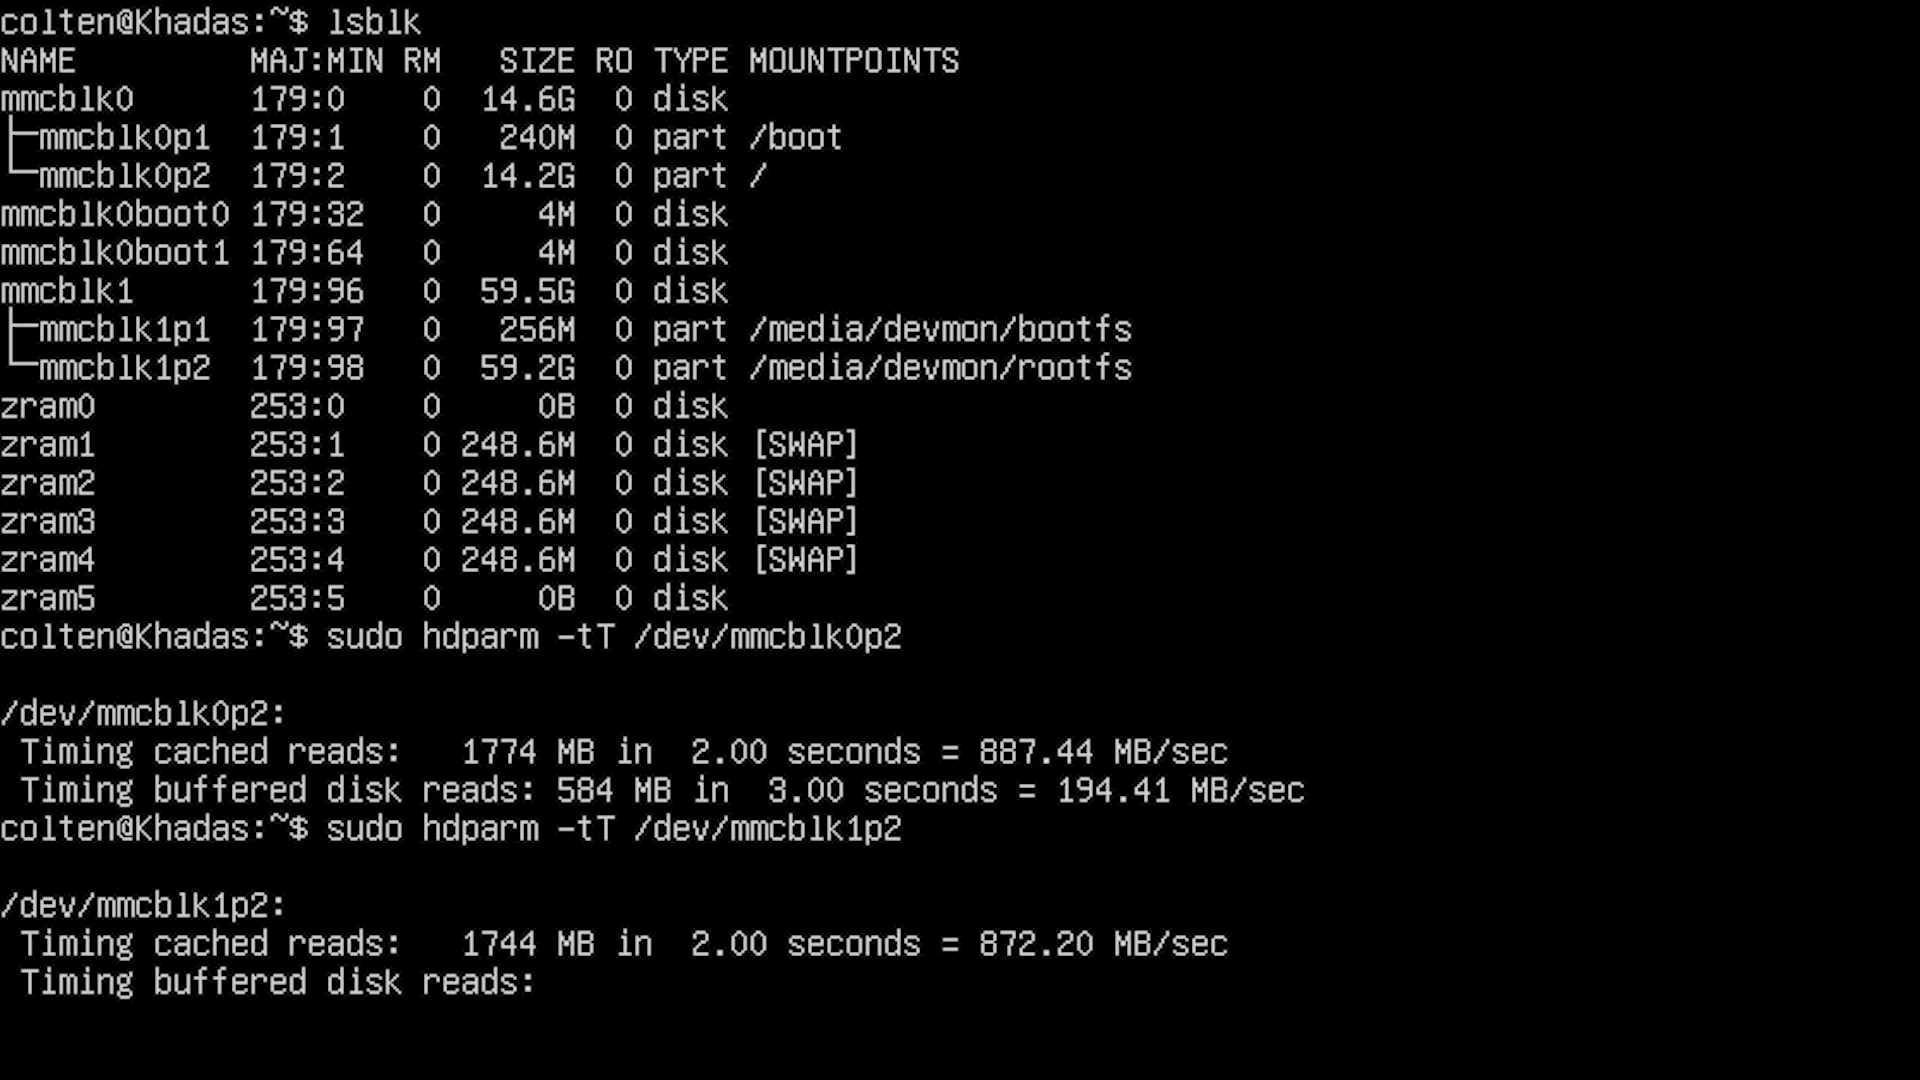 colten@Khadas:~$ lsblk
NAME         MAJ:MIN RM   SIZE RO TYPE MOUNTPOINTS
mmcblk0      179:0    0  14.6G  0 disk
├─mmcblk0p1  179:1    0   240M  0 part /boot
└─mmcblk0p2  179:2    0  14.2G  0 part /
mmcblk0boot0 179:32   0     4M  0 disk
mmcblk0boot1 179:64   0     4M  0 disk
mmcblk1      179:96   0  59.5G  0 disk
├─mmcblk1p1  179:97   0   256M  0 part /media/devmon/bootfs
└─mmcblk1p2  179:98   0  59.2G  0 part /media/devmon/rootfs
zram0        253:0    0     0B  0 disk
zram1        253:1    0 248.6M  0 disk [SWAP]
zram2        253:2    0 248.6M  0 disk [SWAP]
zram3        253:3    0 248.6M  0 disk [SWAP]
zram4        253:4    0 248.6M  0 disk [SWAP]
zram5        253:5    0     0B  0 disk
colten@Khadas:~$ sudo hdparm -tT /dev/mmcblk0p2
/dev/mmcblk0p2:
 Timing cached reads:   1774 MB in  2.00 seconds = 887.44 MB/sec
 Timing buffered disk reads: 584 MB in  3.00 seconds = 194.41 MB/sec
colten@Khadas:~$ sudo hdparm -tT /dev/mmcblk1p2
/dev/mmcblk1p2:
 Timing cached reads:   1744 MB in  2.00 seconds = 872.20 MB/sec
 Timing buffered disk reads: